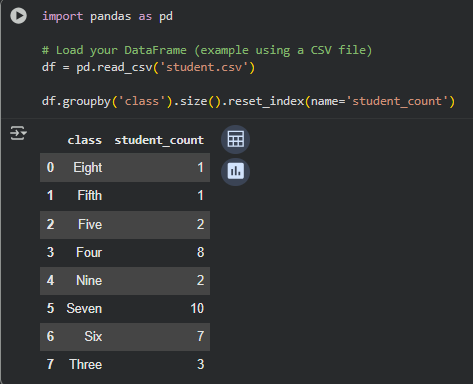 import pandas as pd
# Load your DataFrame (example using a CSV file)
df = pd.read_csv('student.csv')
df.groupby('class').size().reset_index(name='student_count')
class student_count
0 Eight 1
1 Fifth 1
2 Five 2
3 Four 8
4 Nine 2
5 Seven 10
6 Six 7
7 Three 3